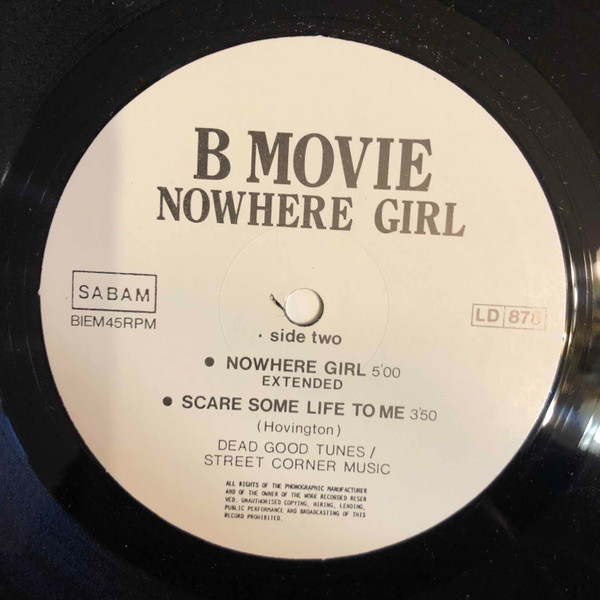 B MOVIE
NOWHERE GIRL
SABAM
BIEM45RPM
LD 876
· side two
● NOWHERE GIRL 5'00
EXTENDED
● SCARE SOME LIFE TO ME 3'50
(Hovington)
DEAD GOOD TUNES /
STREET CORNER MUSIC
ALL RIGHTS OF THE PHONOGRAPHIC MANUFACTURER
AND OF THE OWNER OF THE WORK RECORDED RESER
VED. UNAUTHORISED COPYING, HIRING, LENDING,
PUBLIC PERFORMANCE AND BROADCASTING OF THIS
RECORD PROHIBITED.